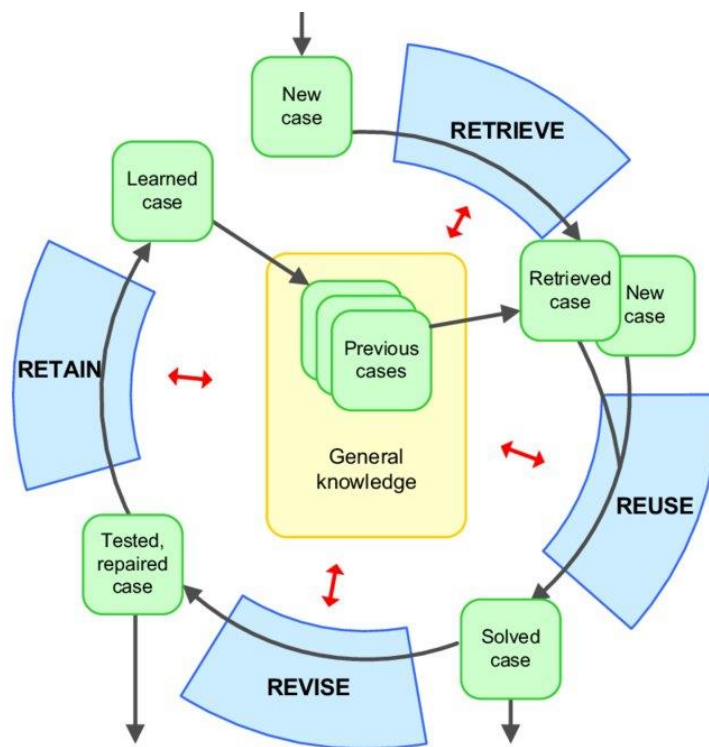 New
case
RETRIEVE
Learned
case
Retrieved
case
New
case
Previous
cases
RETAIN
General
knowledge
REUSE
Tested,
repaired
case
Solved
case
REVISE